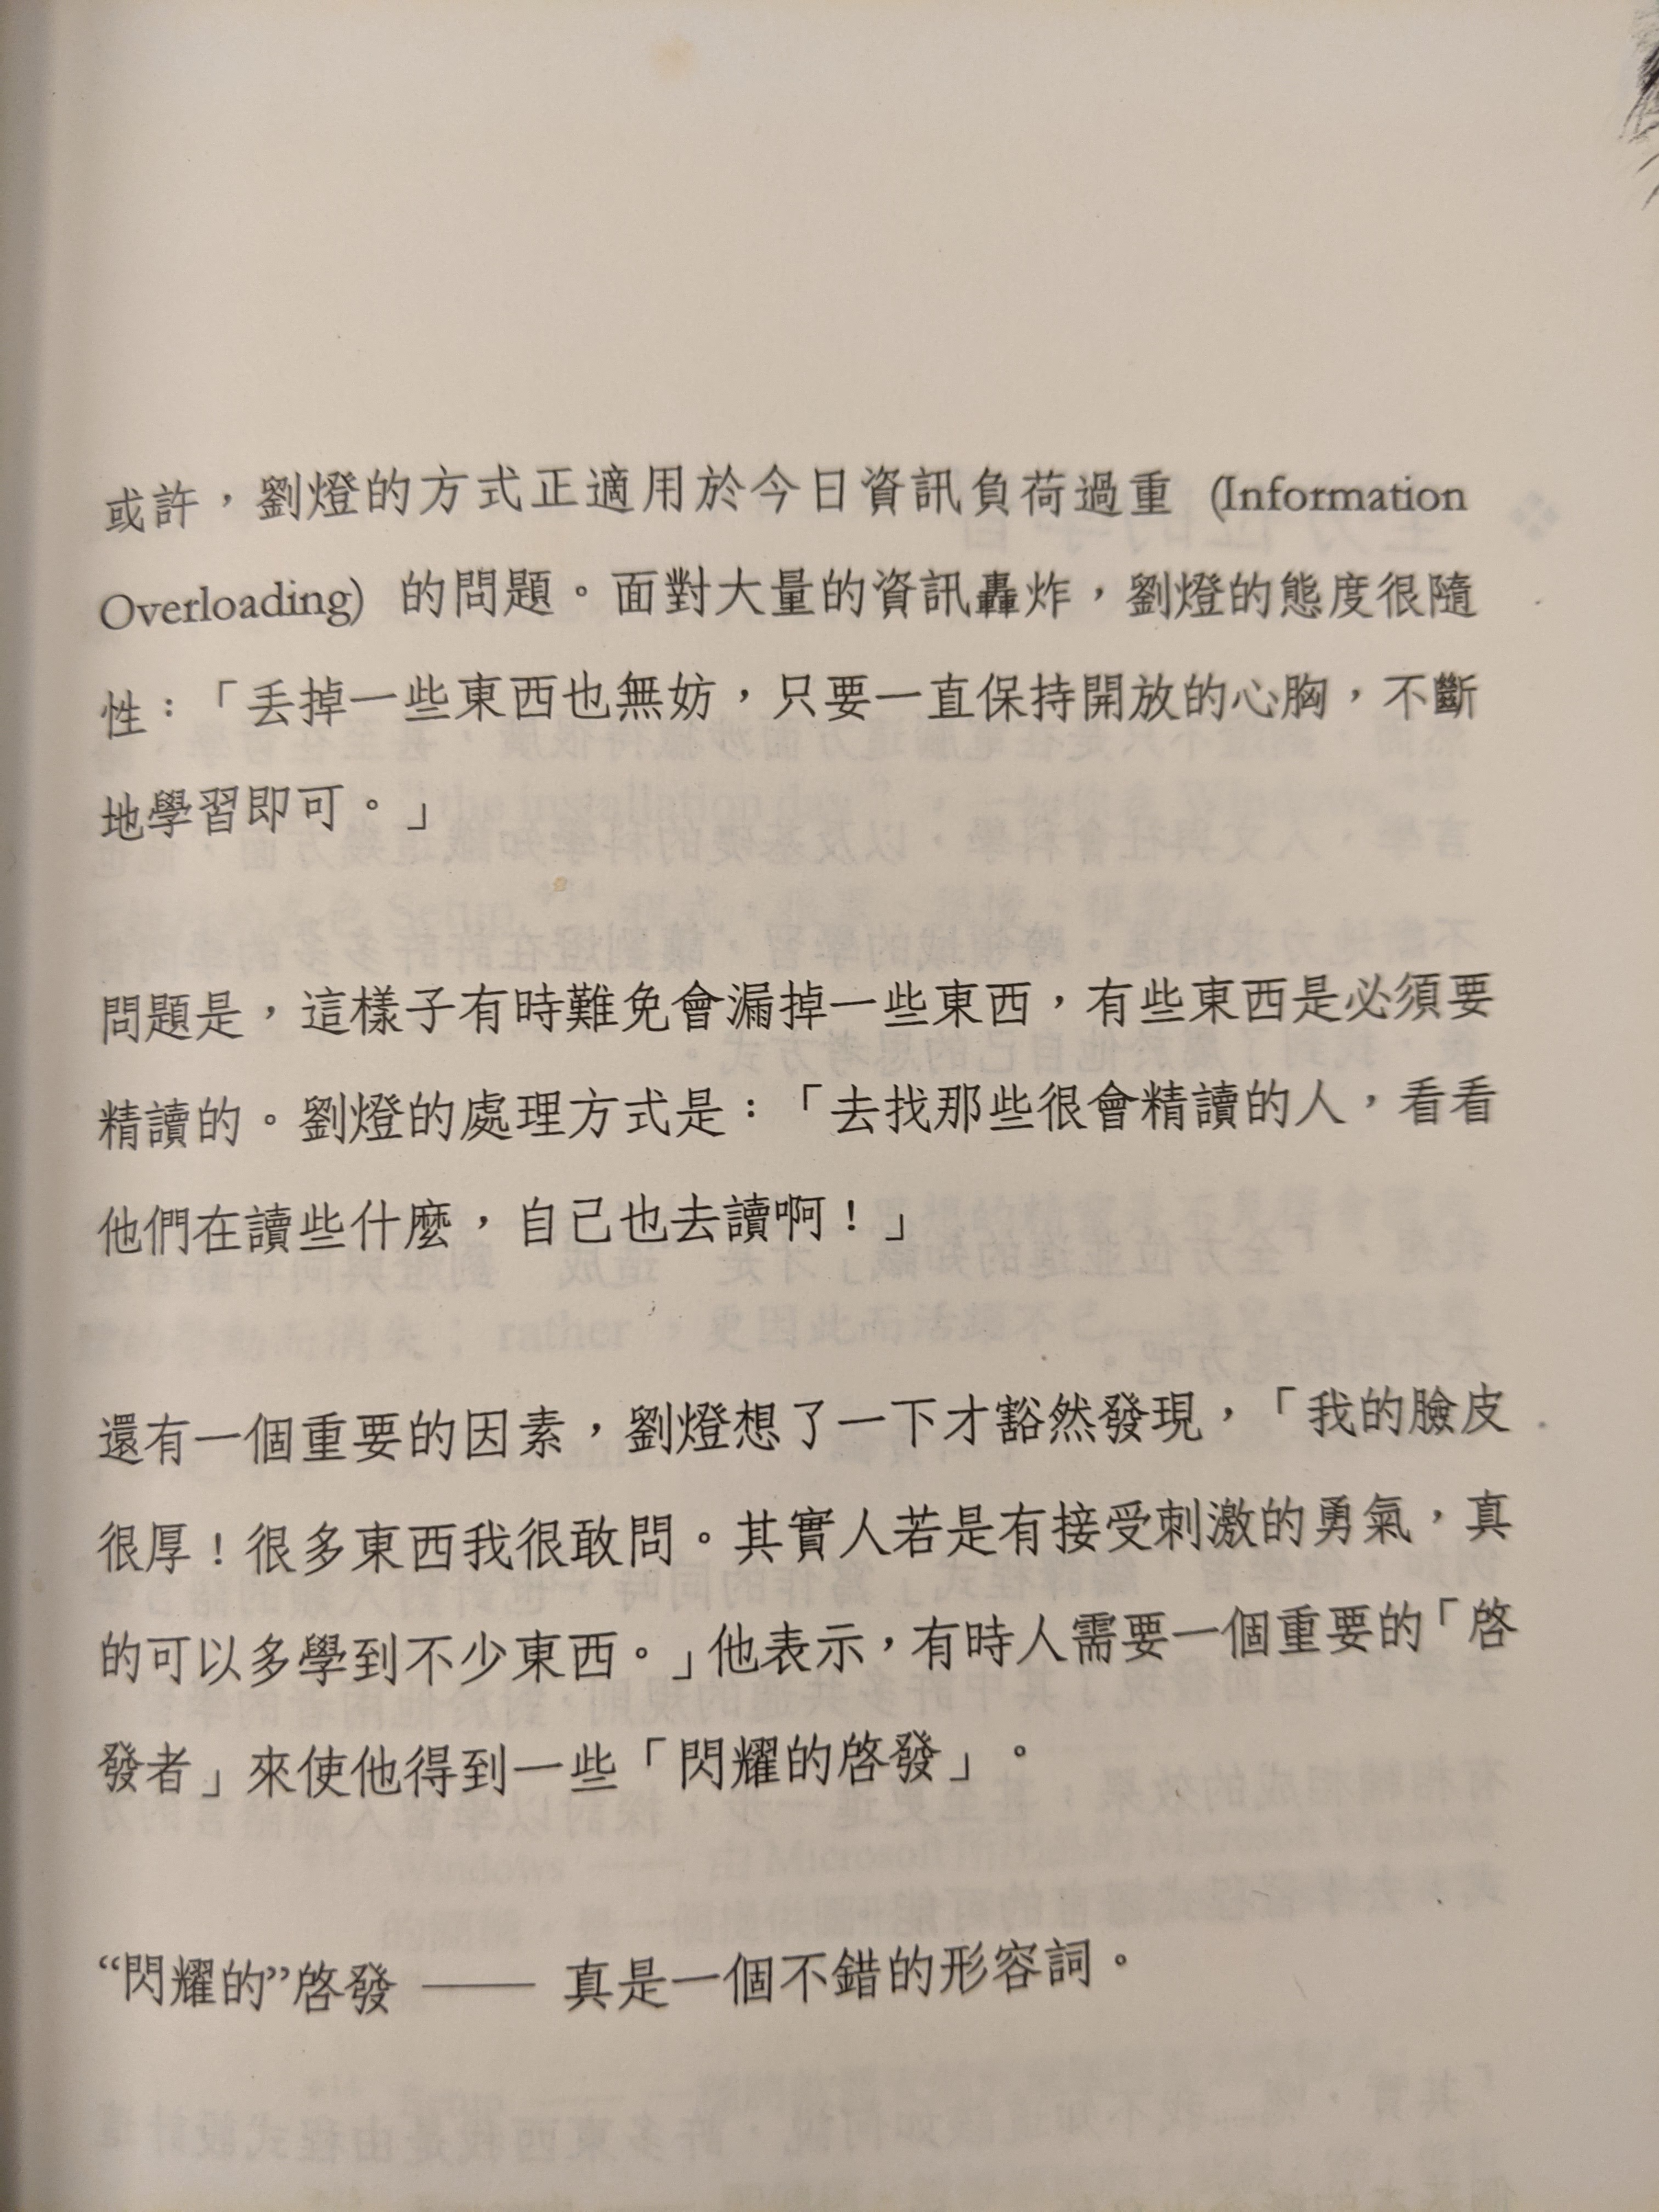 或許，劉燈的方式正適用於今日資訊負荷過重 (Information
Overloading) 的問題。面對大量的資訊轟炸，劉燈的態度很隨
性：「丟掉一些東西也無妨，只要一直保持開放的心胸，不斷
地學習即可。」
問題是，這樣子有時難免會漏掉一些東西，有些東西是必須要
精讀的。劉燈的處理方式是：「去找那些很會精讀的人，看看
他們在讀些什麼，自己也去讀啊！」
還有一個重要的因素，劉燈想了一下才豁然發現，「我的臉皮
很厚！很多東西我很敢問。其實人若是有接受刺激的勇氣，真
的可以多學到不少東西。」他表示，有時人需要一個重要的「啓
發者」來使他得到一些「閃耀的啓發」。
“閃耀的”啓發 —— 真是一個不錯的形容詞。